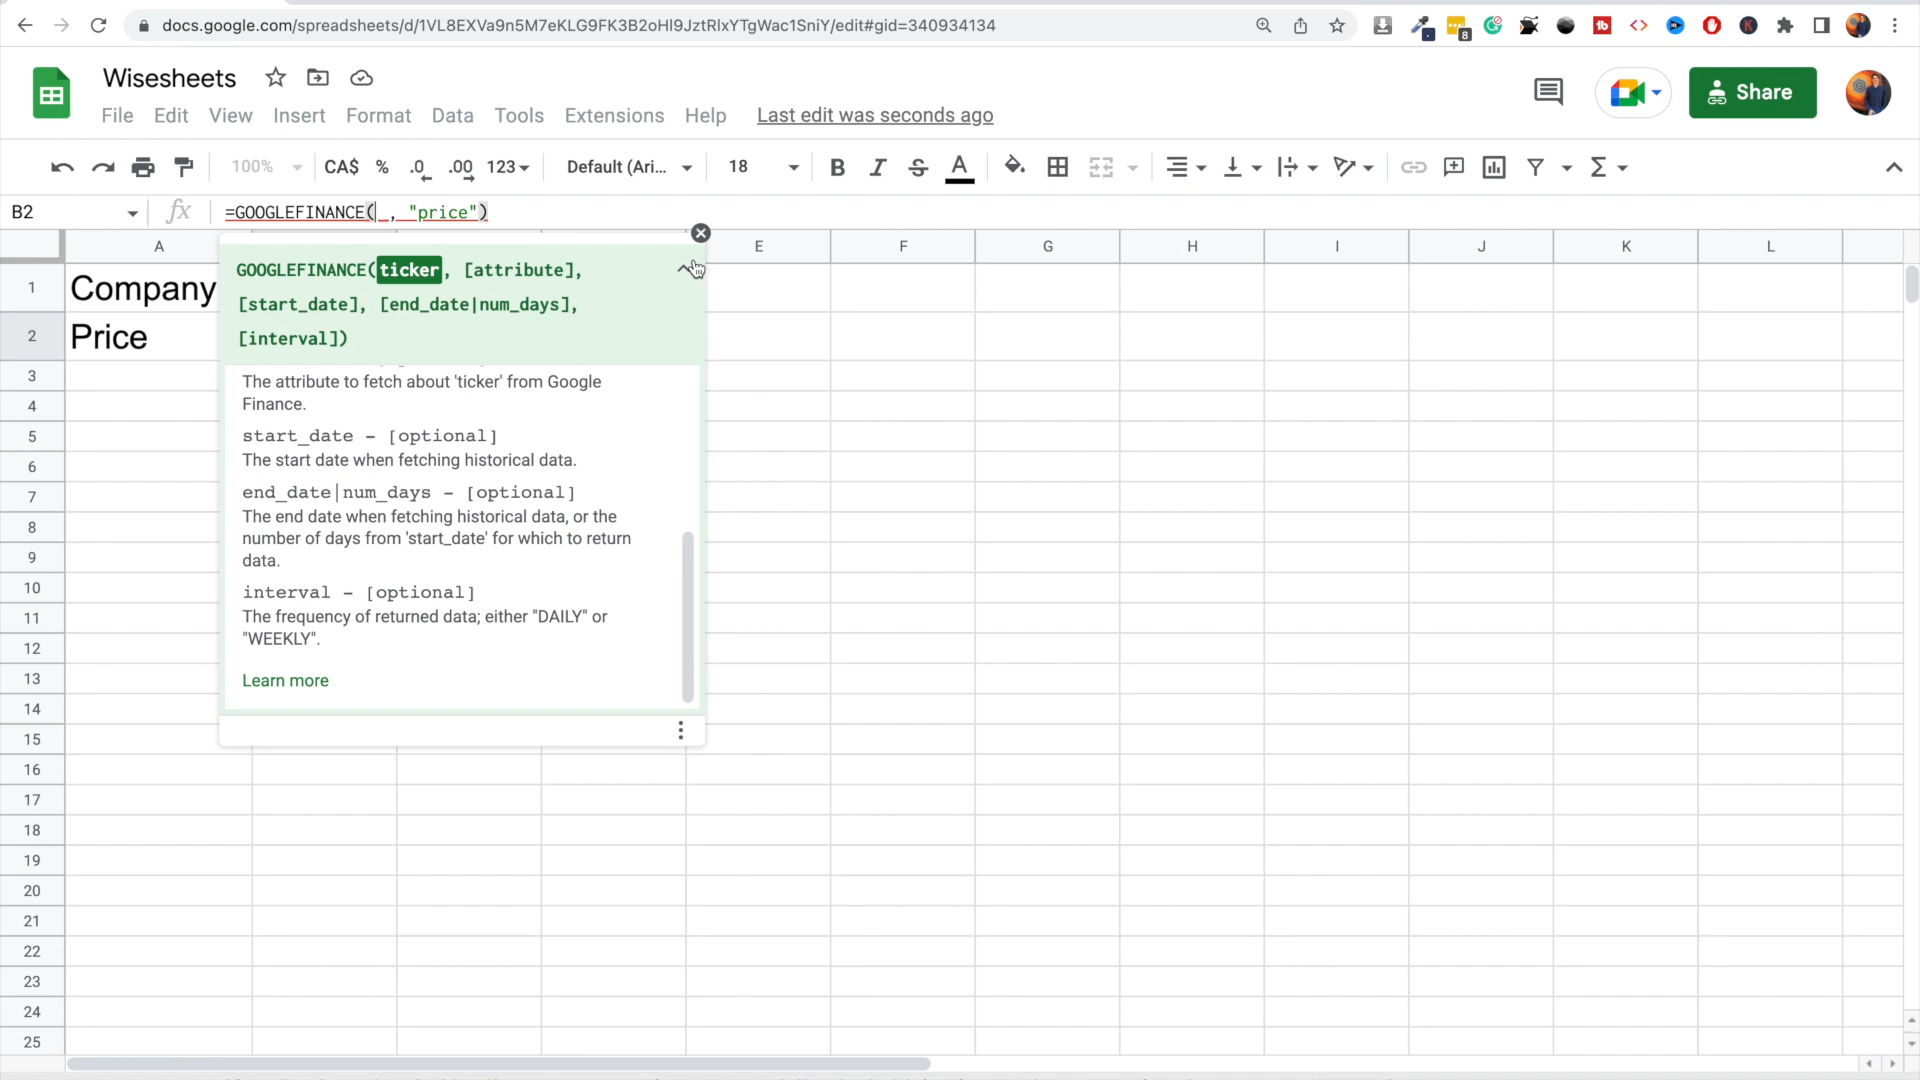 docs.google.com/spreadsheets/d/1VL8EXVa9n5M7eKLG9FK3B2oHI9JztRlxYTgWac1SniY/edit#gid=340934134
8
Wisesheets
File Edit View Insert Format Data Tools Extensions Help Last edit was seconds ago
Share
100% CA$ % .0 .00 123 Default (Ari... 18 B I S A
B2 fx =GOOGLEFINANCE( , "price")
A E F G H I J K L
1 Company
2 Price
GOOGLEFINANCE(ticker, [attribute],
[start_date], [end_date|num_days],
[interval])
The attribute to fetch about 'ticker' from Google
Finance.
start_date - [optional]
The start date when fetching historical data.
end_date|num_days - [optional]
The end date when fetching historical data, or the
number of days from 'start_date' for which to return
data.
interval - [optional]
The frequency of returned data; either "DAILY" or
"WEEKLY".
Learn more
3
4
5
6
7
8
9
10
11
12
13
14
15
16
17
18
19
20
21
22
23
24
25